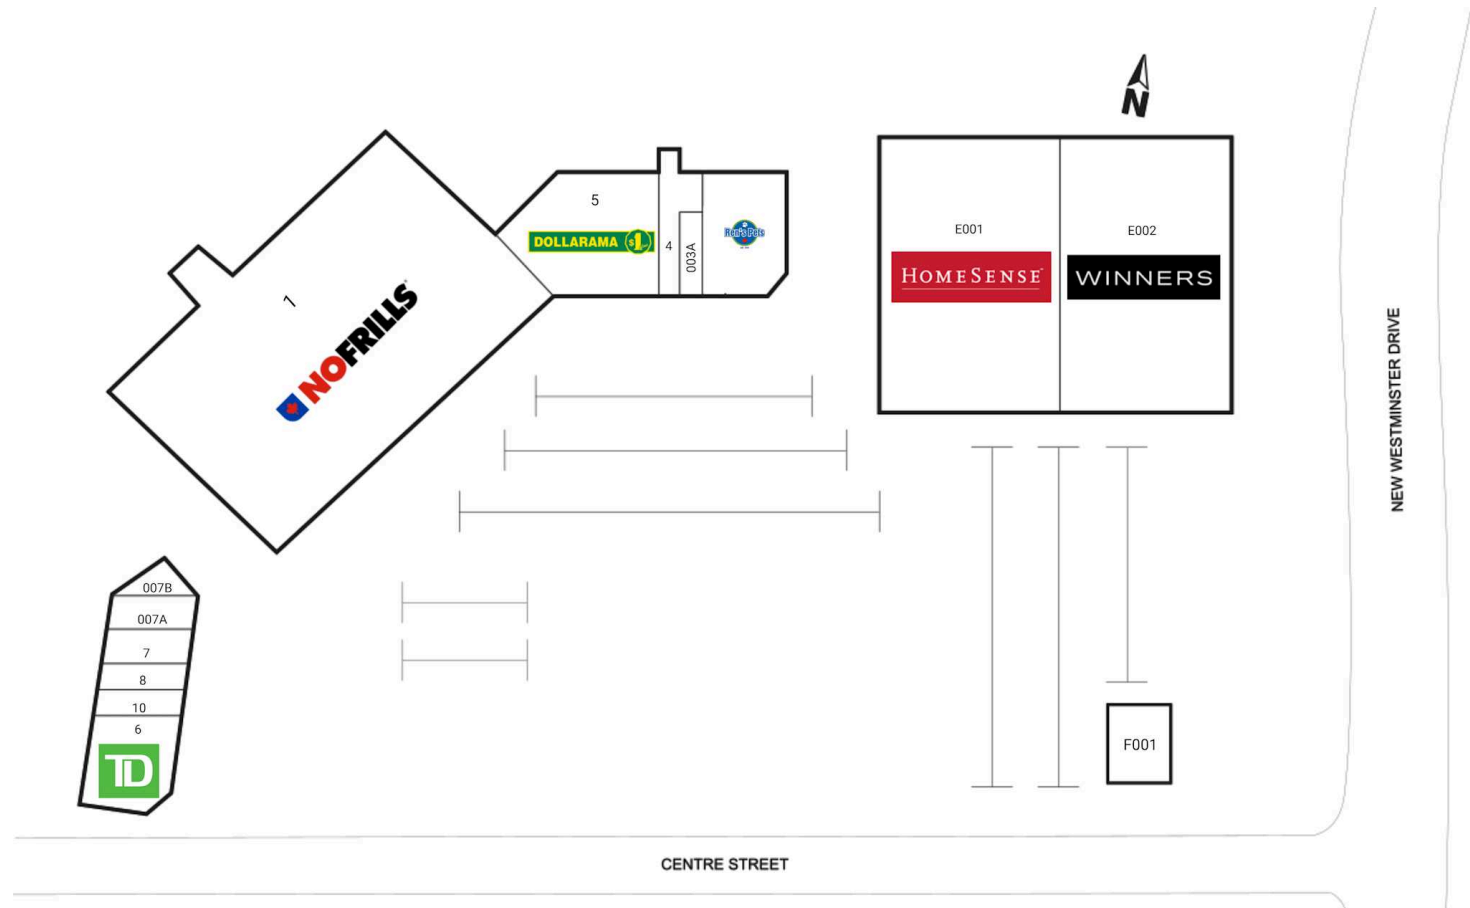 N
5
DOLLARAMA $1
4
003A
Ren's Pets
E001
HOMESENSE
E002
WINNERS
1
NOFRILLS
NEW WESTMINSTER DRIVE
007B
007A
7
8
10
6
TD
F001
CENTRE STREET